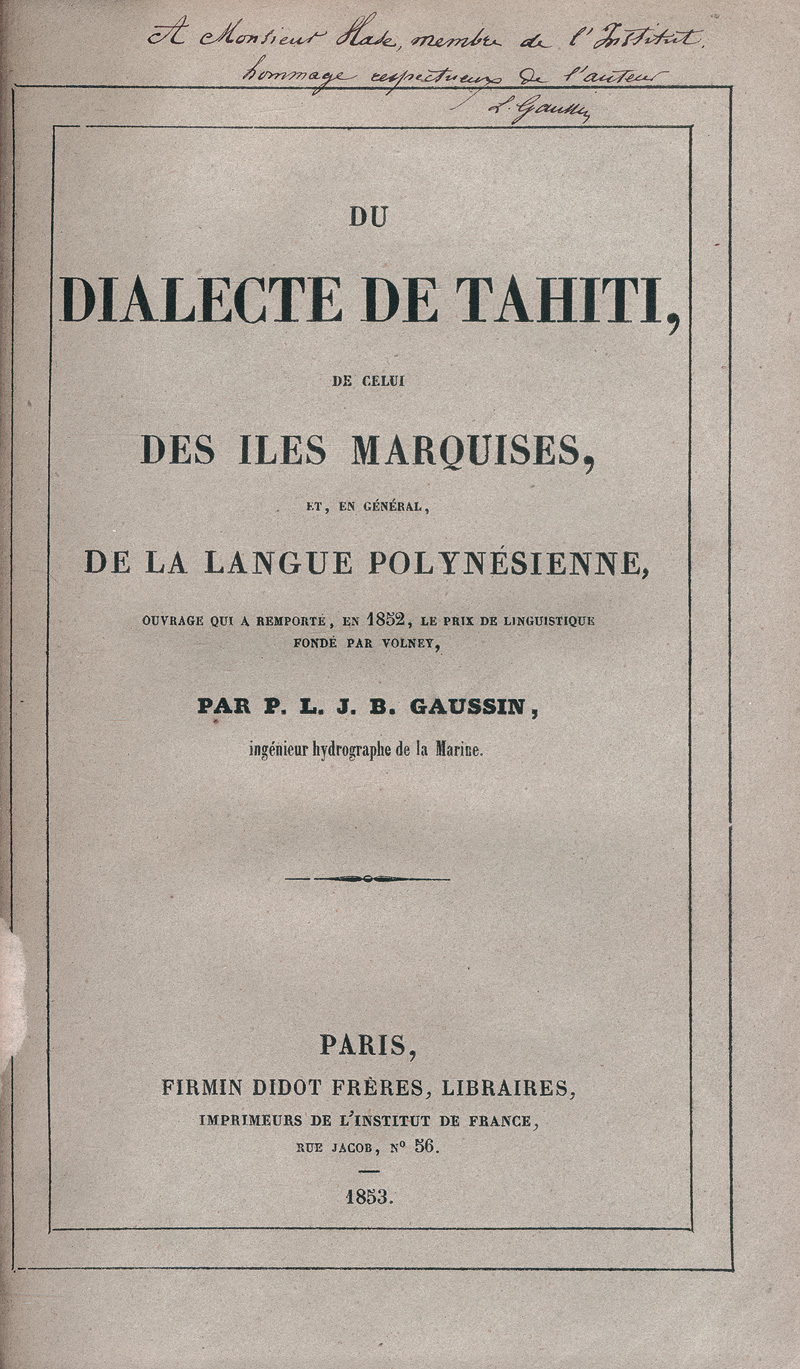 A Monsieur Hase, membre de l'Institut,
hommage respectueux de l'auteur
L. Gaussin
DU
DIALECTE DE TAHITI,
DE CELUI
DES ILES MARQUISES,
ET, EN GÉNÉRAL,
DE LA LANGUE POLYNÉSIENNE,
OUVRAGE QUI A REMPORTÉ, EN 1852, LE PRIX DE LINGUISTIQUE
FONDÉ PAR VOLNEY,
PAR P. L. J. B. GAUSSIN,
ingénieur hydrographe de la Marine.
PARIS,
FIRMIN DIDOT FRÈRES, LIBRAIRES,
IMPRIMEURS DE L'INSTITUT DE FRANCE,
RUE JACOB, Nº 56.
1853.